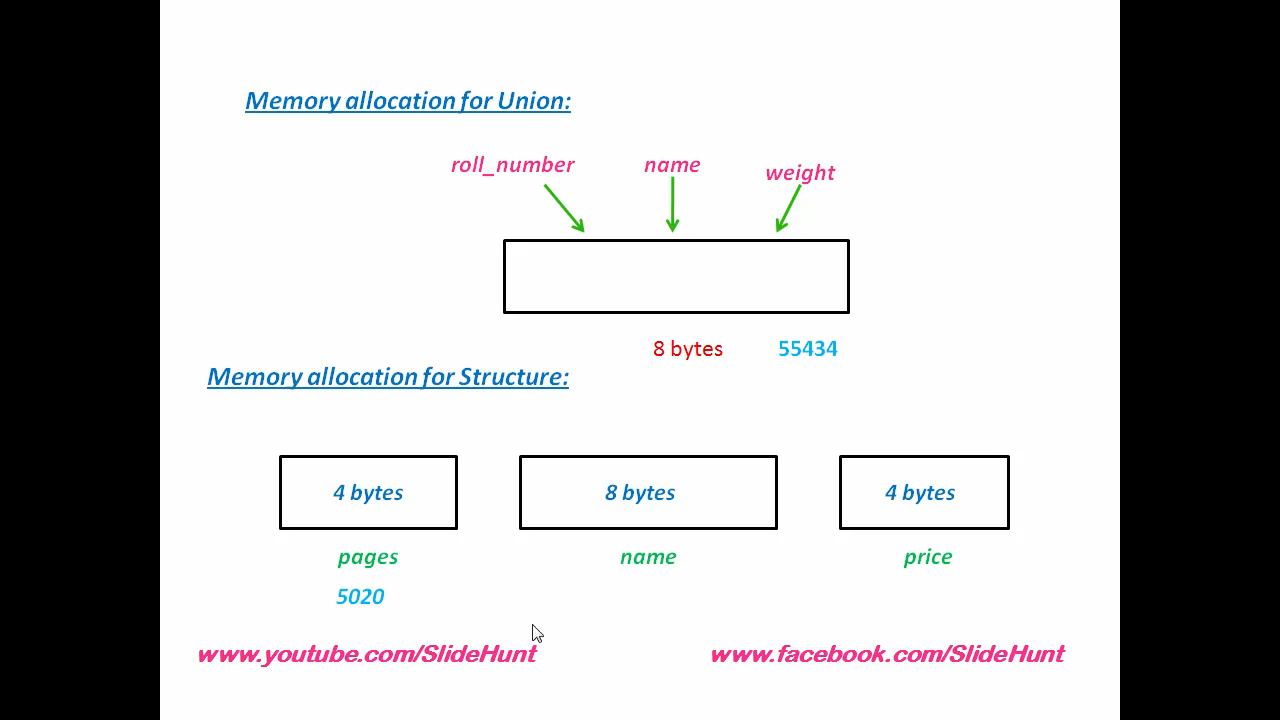 Memory allocation for Union:
roll_number name weight
8 bytes 55434
Memory allocation for Structure:
4 bytes 8 bytes 4 bytes
pages name price
5020
www.youtube.com/SlideHunt www.facebook.com/SlideHunt